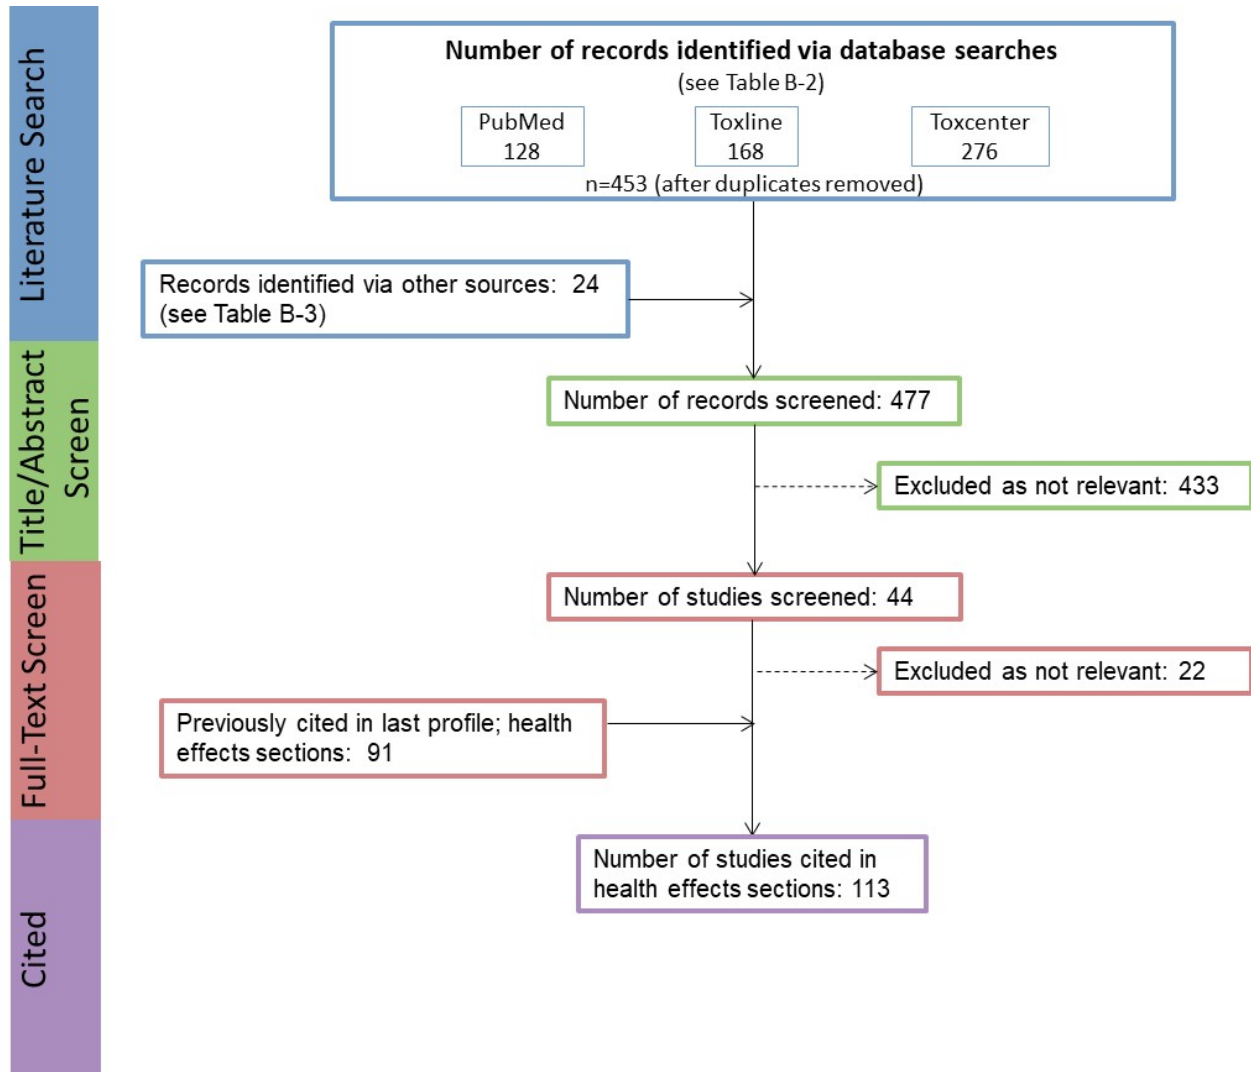 Literature Search
Number of records identified via database searches
(see Table B-2)
PubMed
128
Toxline
168
Toxcenter
276
n=453 (after duplicates removed)
Records identified via other sources: 24
(see Table B-3)
Title/Abstract
Screen
Number of records screened: 477
Excluded as not relevant: 433
Full-Text Screen
Number of studies screened: 44
Excluded as not relevant: 22
Previously cited in last profile; health
effects sections: 91
Cited
Number of studies cited in
health effects sections: 113